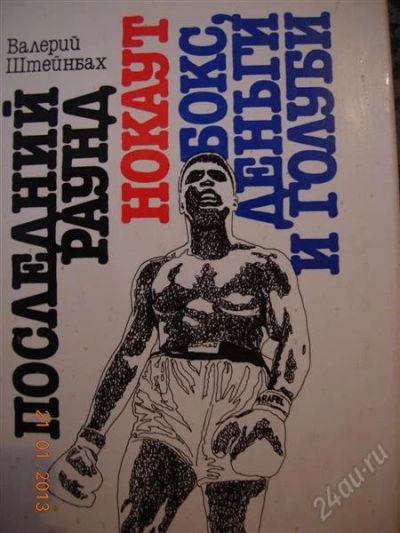 Валерий
Штейнбах
ПОСЛЕДНИЙ
РАУНД
НОКАУТ
БОКС,
ДЕНЬГИ
И ГОЛУБИ
21 01 2013
24au.ru